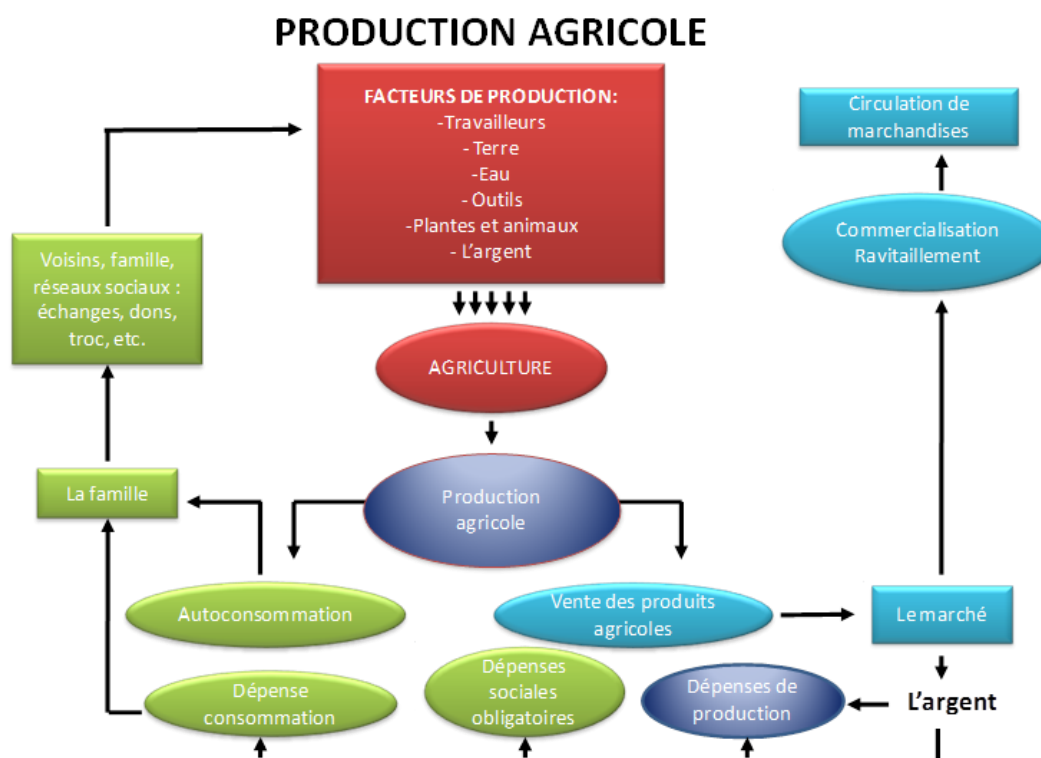 PRODUCTION AGRICOLE
FACTEURS DE PRODUCTION:
-Travailleurs
- Terre
-Eau
-Outils
-Plantes et animaux
- L'argent
Circulation de
marchandises
Commercialisation
Ravitaillement
Voisins, famille,
réseaux sociaux :
échanges, dons,
troc, etc.
AGRICULTURE
La famille
Production
agricole
Autoconsommation
Vente des produits
agricoles
Le marché
Dépense
consommation
Dépenses
sociales
obligatoires
Dépenses de
production
L'argent